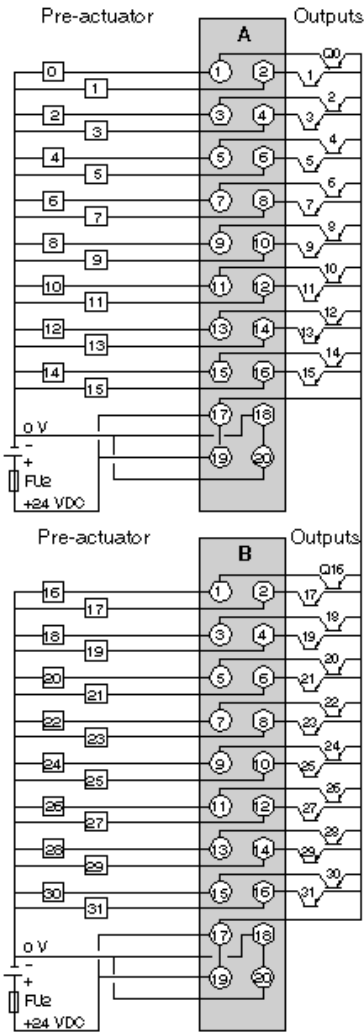 Pre-actuator Outputs
A
0 1 2 Q0
1 1
2 3 4 2
3 3
4 5 6 4
5 5
6 7 8 6
7 7
8 9 10 8
9 9
10 11 12 10
11 11
12 13 14 12
13 13
14 15 16 14
15 15
17 18
0 V
-
+ 19 20
FU2
+24 VDC
Pre-actuator Outputs
B
16 1 2 Q16
17 17
18 3 4 18
19 19
20 5 6 20
21 21
22 7 8 22
23 23
24 9 10 24
25 25
26 11 12 26
27 27
28 13 14 28
29 29
30 15 16 30
31 31
17 18
0 V
-
+ 19 20
FU2
+24 VDC